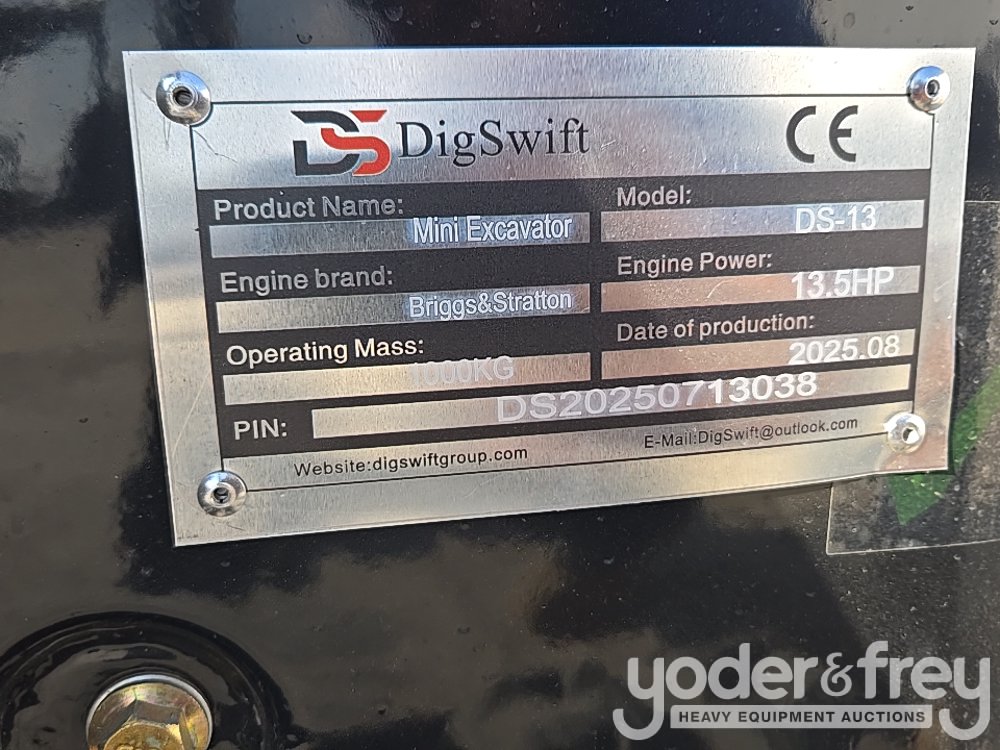 DS DigSwift CE
Product Name: Mini Excavator
Model: DS-13
Engine brand: Briggs&Stratton
Engine Power: 13.5HP
Operating Mass: 1000KG
Date of production: 2025.08
PIN: DS20250713038
Website:digswiftgroup.com
E-Mail:DigSwift@outlook.com
yoder&frey
HEAVY EQUIPMENT AUCTIONS